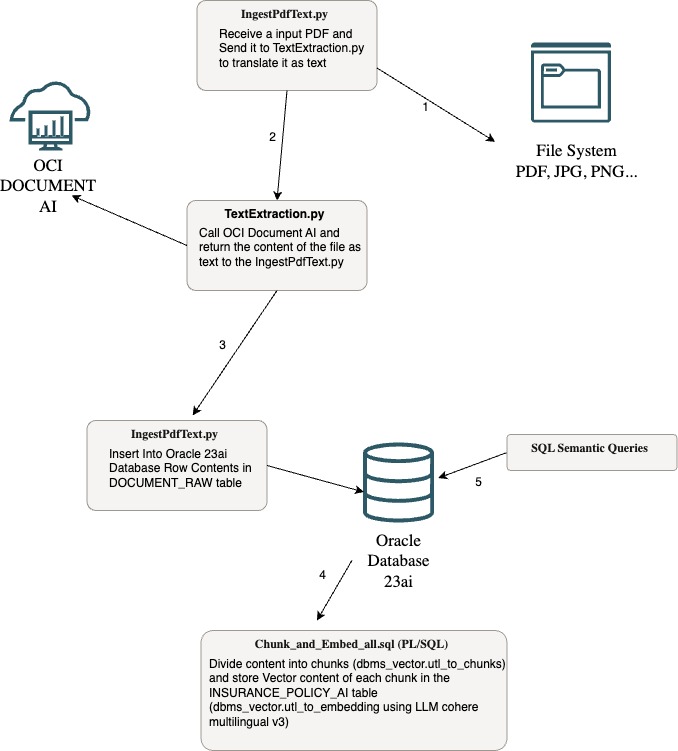 IngestPdfText.py
Receive a input PDF and
Send it to TextExtraction.py
to translate it as text
1
File System
PDF, JPG, PNG...
2
OCI
DOCUMENT
AI
TextExtraction.py
Call OCI Document AI and
return the content of the file as
text to the IngestPdfText.py
3
IngestPdfText.py
Insert Into Oracle 23ai
Database Row Contents in
DOCUMENT_RAW table
SQL Semantic Queries
5
Oracle
Database
23ai
4
Chunk_and_Embed_all.sql (PL/SQL)
Divide content into chunks (dbms_vector.utl_to_chunks)
and store Vector content of each chunk in the
INSURANCE_POLICY_AI table
(dbms_vector.utl_to_embedding using LLM cohere
multilingual v3)